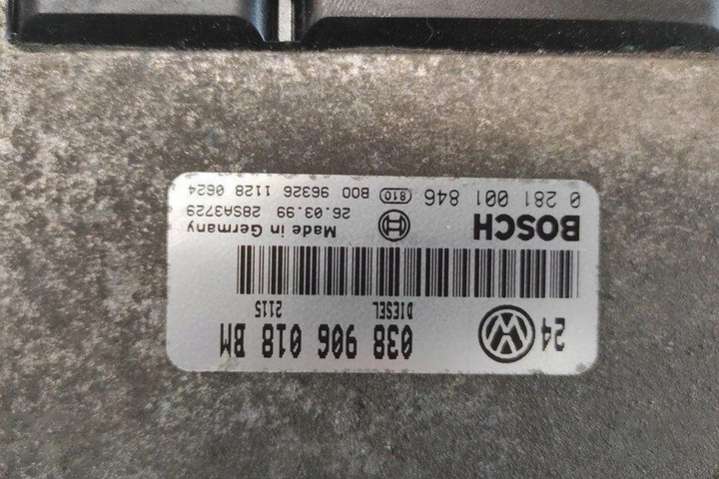 24 038 906 018 BM
DIESEL 2115
BOSCH Made in Germany
26.03.99 28SA3729
0 281 001 846 810 B00 96326 1128 0624